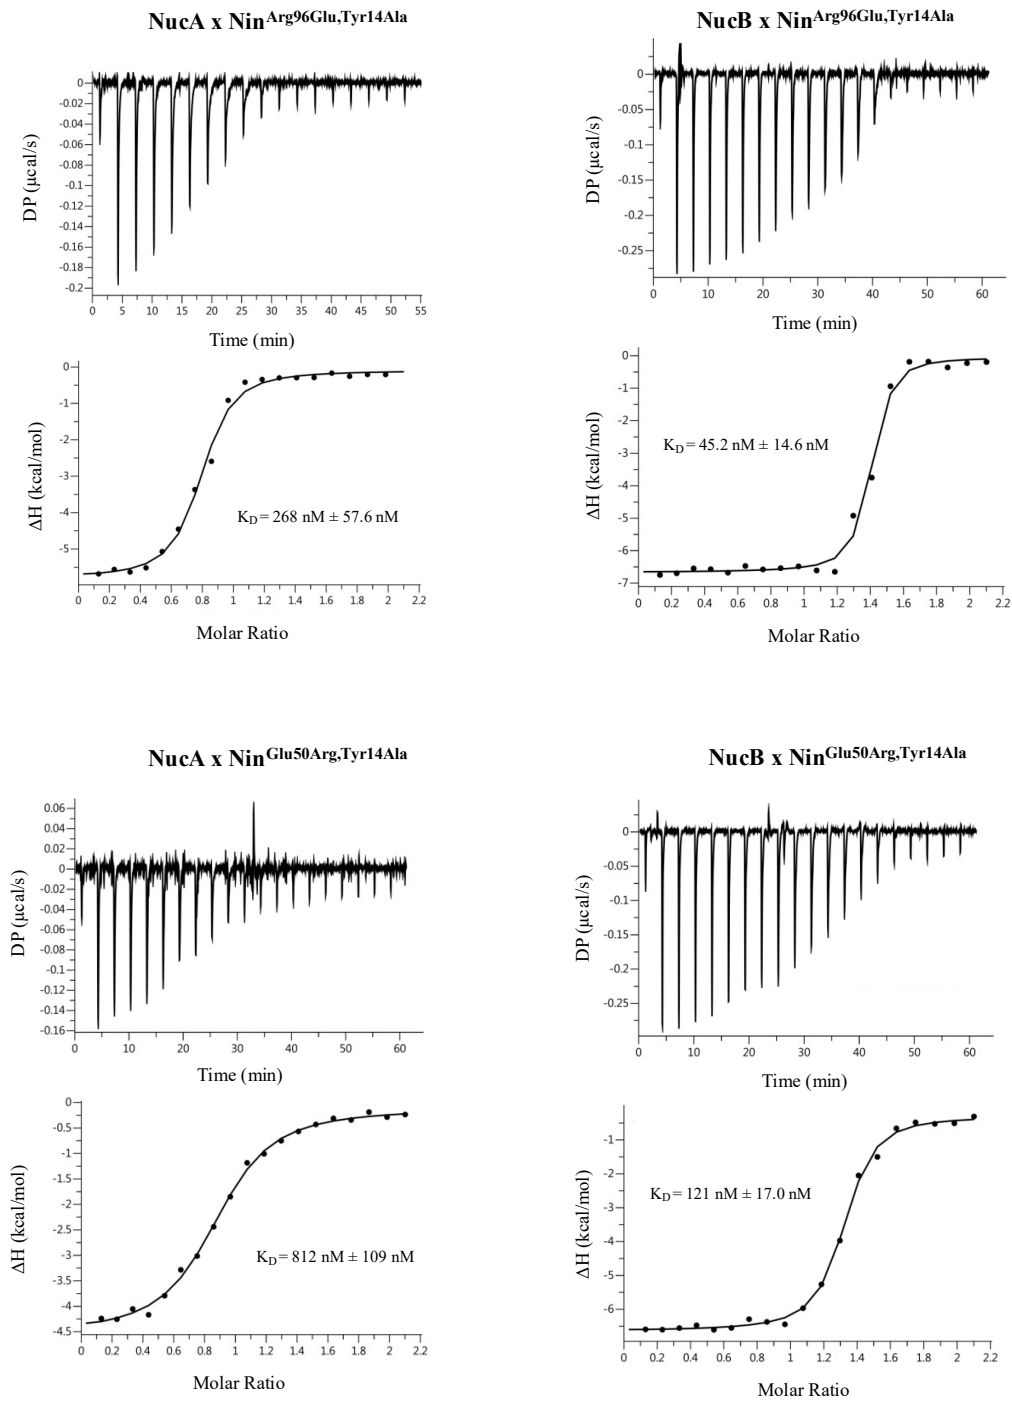 NucA x Nin^Arg96Glu,Tyr14Ala
0
-0.02
-0.04
-0.06
-0.08
-0.1
-0.12
-0.14
-0.16
-0.18
-0.2
DP (µcal/s)
0 5 10 15 20 25 30 35 40 45 50 55
Time (min)
0
-1
-2
-3
-4
-5
ΔH (kcal/mol)
K_D = 268 nM ± 57.6 nM
0 0.2 0.4 0.6 0.8 1 1.2 1.4 1.6 1.8 2 2.2
Molar Ratio
NucB x Nin^Arg96Glu,Tyr14Ala
0
-0.05
-0.1
-0.15
-0.2
-0.25
DP (µcal/s)
0 10 20 30 40 50 60
Time (min)
0
-1
-2
-3
-4
-5
-6
-7
ΔH (kcal/mol)
K_D = 45.2 nM ± 14.6 nM
0 0.2 0.4 0.6 0.8 1 1.2 1.4 1.6 1.8 2 2.2
Molar Ratio
NucA x Nin^Glu50Arg,Tyr14Ala
0.06
0.04
0.02
0
-0.02
-0.04
-0.06
-0.08
-0.1
-0.12
-0.14
-0.16
DP (µcal/s)
0 10 20 30 40 50 60
Time (min)
0
-0.5
-1
-1.5
-2
-2.5
-3
-3.5
-4
-4.5
ΔH (kcal/mol)
K_D = 812 nM ± 109 nM
0 0.2 0.4 0.6 0.8 1 1.2 1.4 1.6 1.8 2 2.2
Molar Ratio
NucB x Nin^Glu50Arg,Tyr14Ala
0
-0.05
-0.1
-0.15
-0.2
-0.25
DP (µcal/s)
0 10 20 30 40 50 60
Time (min)
-1
-2
-3
-4
-5
-6
ΔH (kcal/mol)
K_D = 121 nM ± 17.0 nM
0 0.2 0.4 0.6 0.8 1 1.2 1.4 1.6 1.8 2 2.2
Molar Ratio